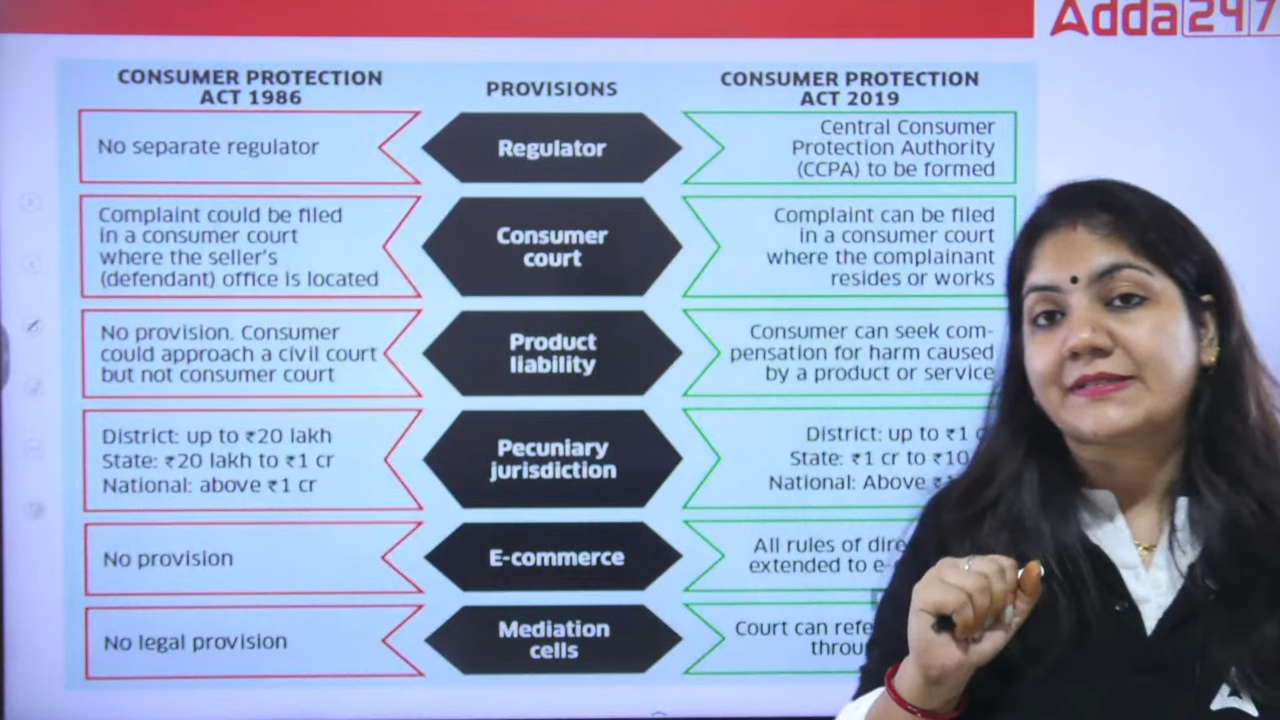 Adda 247
CONSUMER PROTECTION
ACT 1986
PROVISIONS
CONSUMER PROTECTION
ACT 2019
No separate regulator
Regulator
Central Consumer
Protection Authority
(CCPA) to be formed
Complaint could be filed
in a consumer court
where the seller's
(defendant) office is located
Consumer
court
Complaint can be filed
in a consumer court
where the complainant
resides or works
No provision. Consumer
could approach a civil court
but not consumer court
Product
liability
Consumer can seek com-
pensation for harm caused
by a product or service
District: up to ₹20 lakh
State: ₹20 lakh to ₹1 cr
National: above ₹1 cr
Pecuniary
jurisdiction
District: up to ₹1
State: ₹1 cr to ₹10
National: Above
No provision
E-commerce
All rules of
extended to
No legal provision
Mediation
cells
Court can